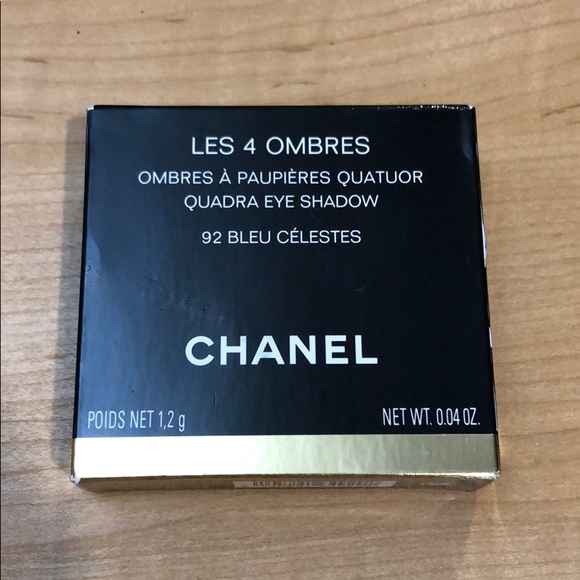 LES 4 OMBRES
OMBRES À PAUPIÈRES QUATUOR
QUADRA EYE SHADOW
92 BLEU CÉLESTES
CHANEL
POIDS NET 1,2 g
NET WT. 0.04 OZ.